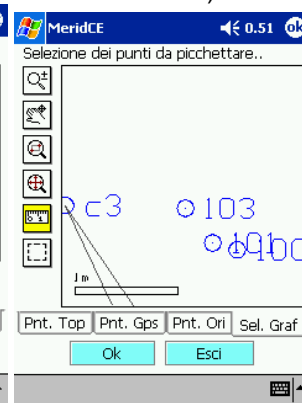 MeridCE 0.51 ok
Selezione dei punti da picchettare..
c3 103
1 m
Pnt. Top Pnt. Gps Pnt. Ori Sel. Graf
Ok Esci